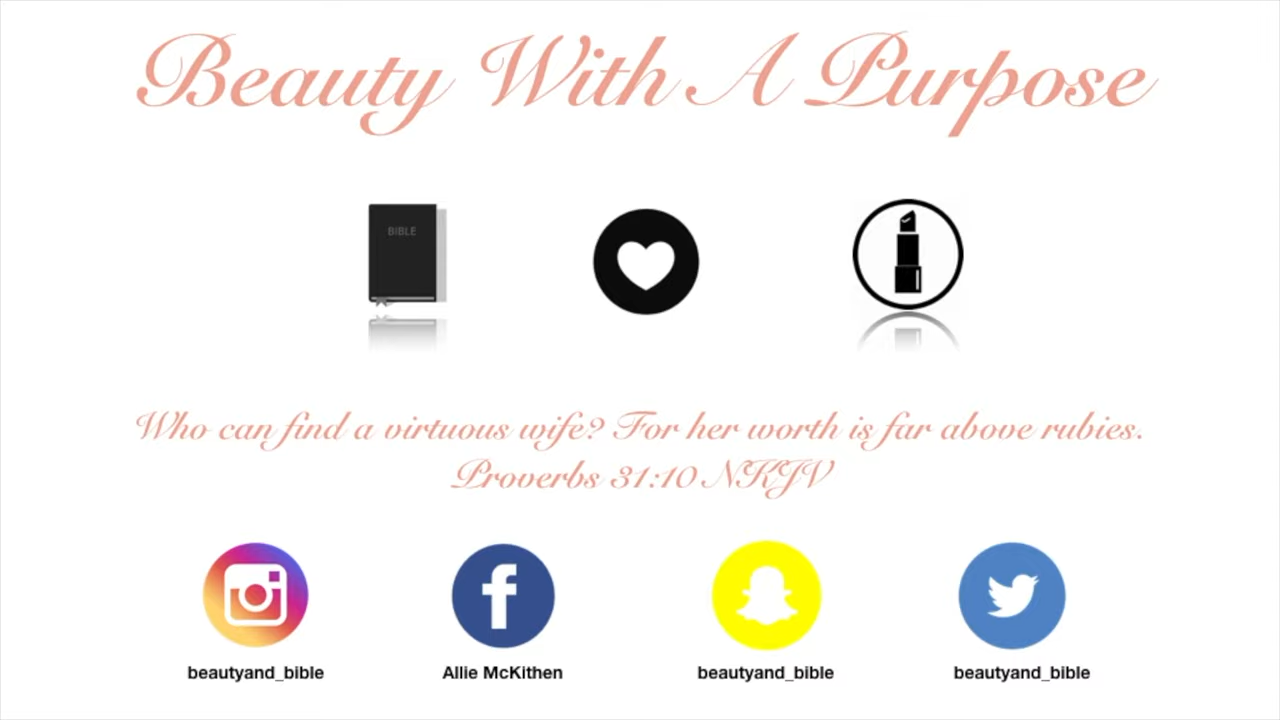 Beauty With A Purpose
BIBLE
Who can find a virtuous wife? For her worth is far above rubies.
Proverbs 31:10 NKJV
beautyand_bible
Allie McKithen
beautyand_bible
beautyand_bible